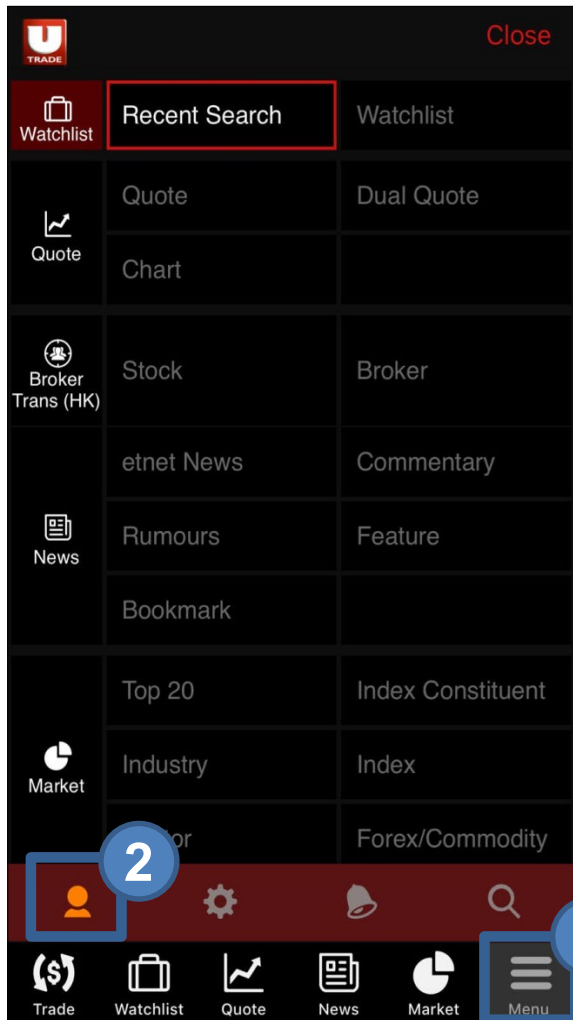 U
TRADE
Close
Watchlist
Recent Search
Watchlist
Quote
Quote
Dual Quote
Chart
Broker
Trans (HK)
Stock
Broker
News
etnet News
Commentary
Rumours
Feature
Bookmark
Market
Top 20
Index Constituent
Industry
Index
Forex/Commodity
2
Trade
Watchlist
Quote
News
Market
Menu